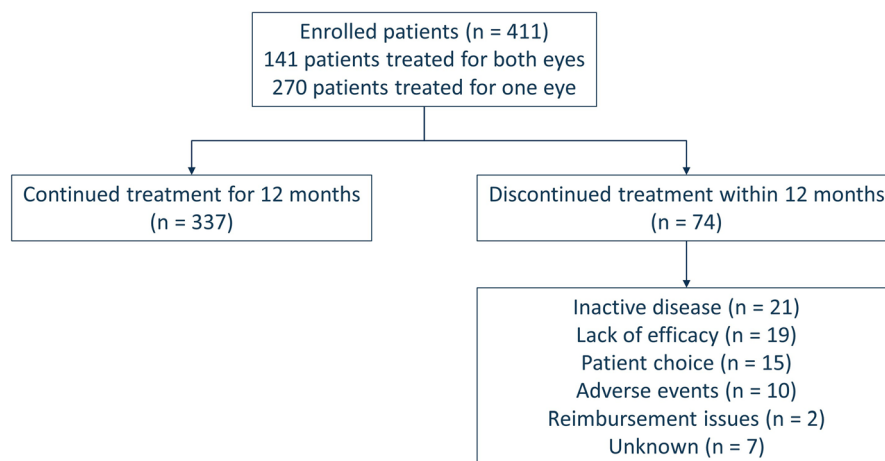 Enrolled patients (n = 411)
141 patients treated for both eyes
270 patients treated for one eye
Continued treatment for 12 months
(n = 337)
Discontinued treatment within 12 months
(n = 74)
Inactive disease (n = 21)
Lack of efficacy (n = 19)
Patient choice (n = 15)
Adverse events (n = 10)
Reimbursement issues (n = 2)
Unknown (n = 7)